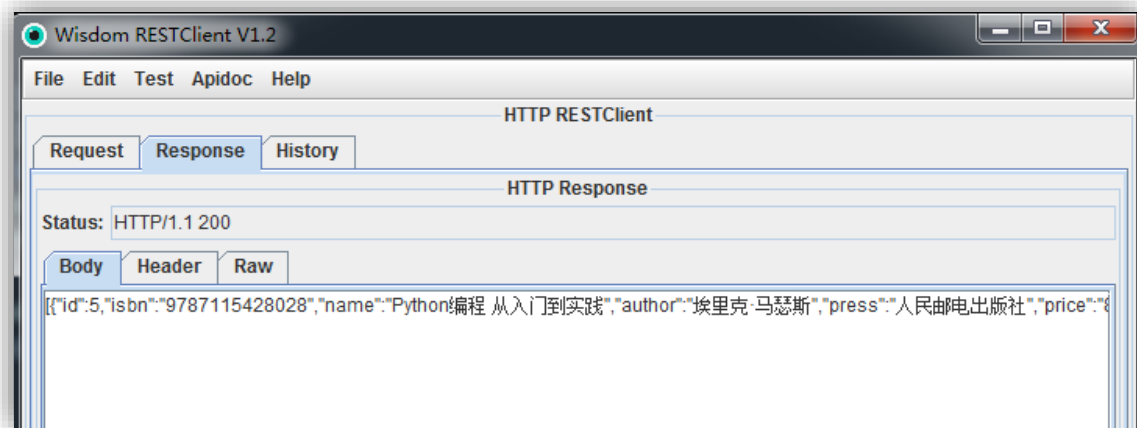 Wisdom RESTClient V1.2
File Edit Test Apidoc Help
HTTP RESTClient
Request Response History
HTTP Response
Status: HTTP/1.1 200
Body Header Raw
[{"id":5,"isbn":"9787115428028","name":"Python编程 从入门到实践","author":"埃里克·马瑟斯","press":"人民邮电出版社","price":"